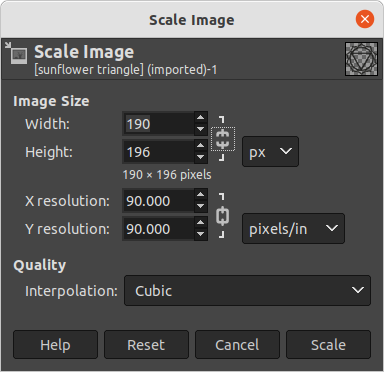 Scale Image
Scale Image
[sunflower triangle] (imported)-1
Image Size
Width: 190
Height: 196 px
190 × 196 pixels
X resolution: 90.000
Y resolution: 90.000 pixels/in
Quality
Interpolation: Cubic
Help Reset Cancel Scale